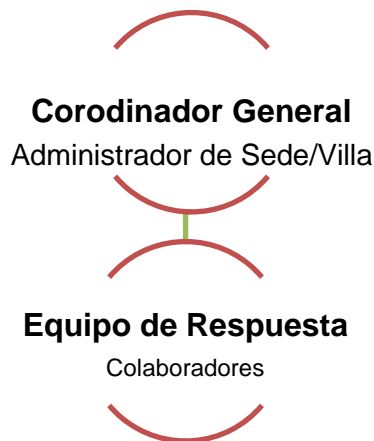 Corodinador General
Administrador de Sede/Villa
Equipo de Respuesta
Colaboradores